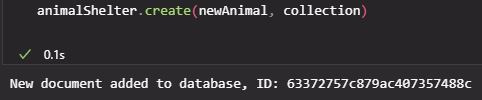 animalShelter.create(newAnimal, collection)
✓ 0.1s
New document added to database, ID: 63372757c879ac407357488c